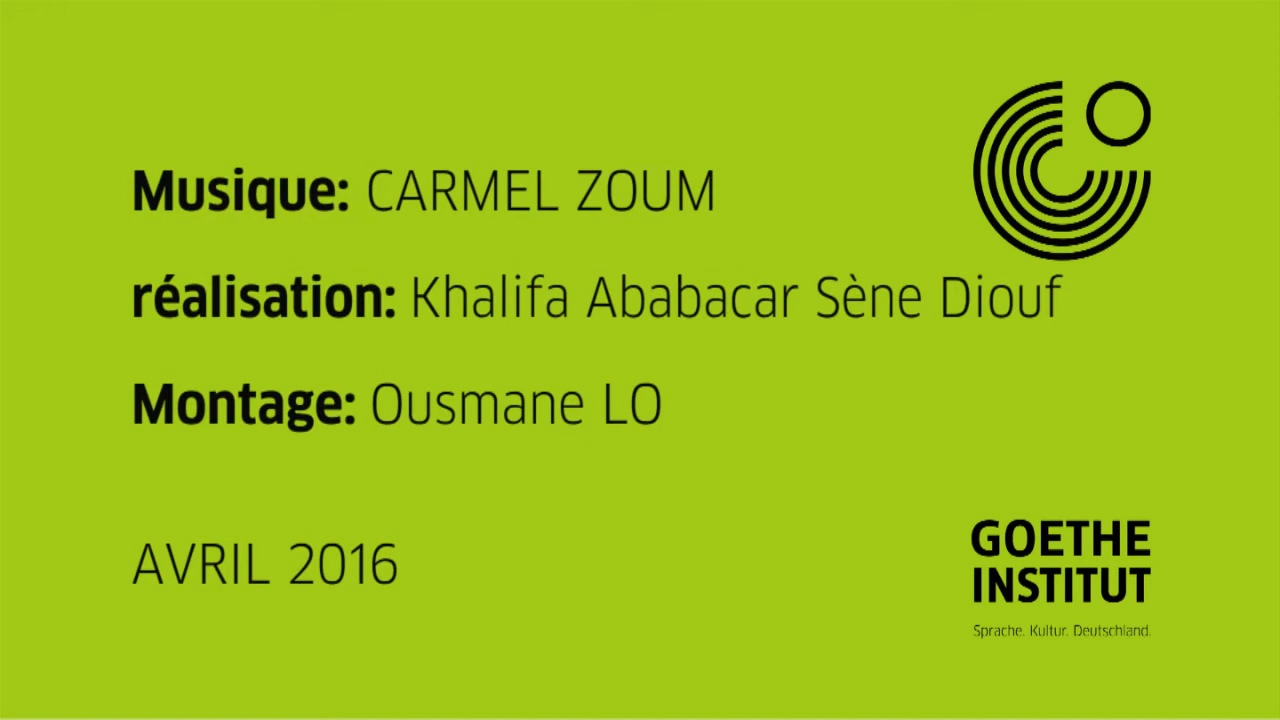 Musique: CARMEL ZOUM
réalisation: Khalifa Ababacar Sène Diouf
Montage: Ousmane LO
AVRIL 2016
GOETHE
INSTITUT
Sprache. Kultur. Deutschland.